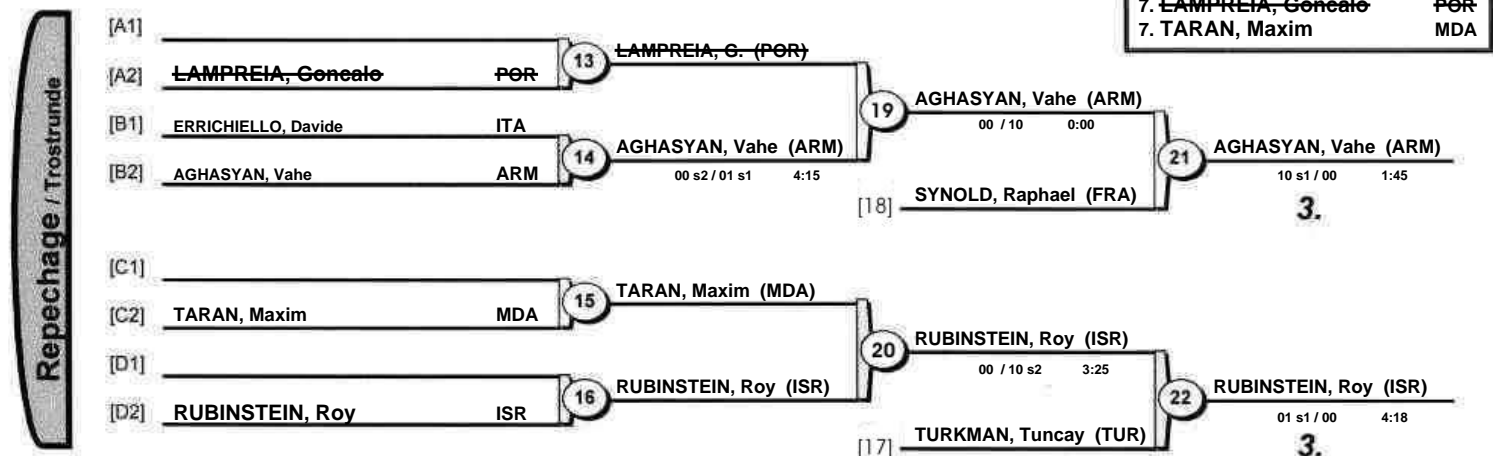 7. LAMPREIA, Goncalo POR
7. TARAN, Maxim MDA
Repechage / Trostrunde
[A1]
[A2] LAMPREIA, Goncalo POR
13
LAMPREIA, G. (POR)
[B1] ERRICHIELLO, Davide ITA
[B2] AGHASYAN, Vahe ARM
14
AGHASYAN, Vahe (ARM)
00 s2 / 01 s1 4:15
19
AGHASYAN, Vahe (ARM)
00 / 10 0:00
[18] SYNOLD, Raphael (FRA)
21
AGHASYAN, Vahe (ARM)
10 s1 / 00 1:45
3.
[C1]
[C2] TARAN, Maxim MDA
15
TARAN, Maxim (MDA)
[D1]
[D2] RUBINSTEIN, Roy ISR
16
RUBINSTEIN, Roy (ISR)
20
RUBINSTEIN, Roy (ISR)
00 / 10 s2 3:25
[17] TURKMAN, Tuncay (TUR)
22
RUBINSTEIN, Roy (ISR)
01 s1 / 00 4:18
3.